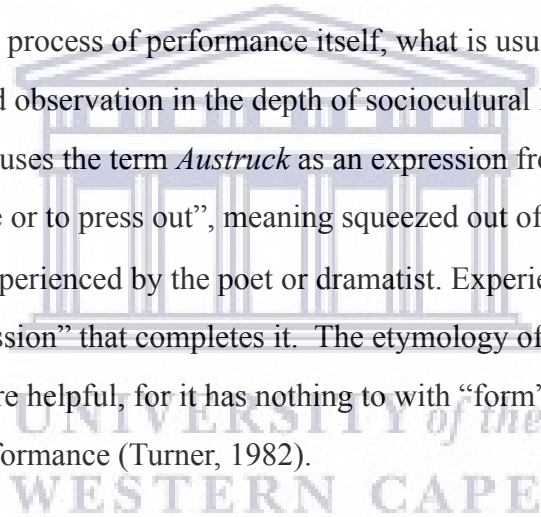 process of performance itself, what is usu
d observation in the depth of sociocultural
uses the term Austruck as an expression fro
e or to press out”, meaning squeezed out of
perienced by the poet or dramatist. Experie
ssion” that completes it. The etymology of
re helpful, for it has nothing to with “form”
UNIVERSITY of the
formance (Turner, 1982).
WESTERN CAPE